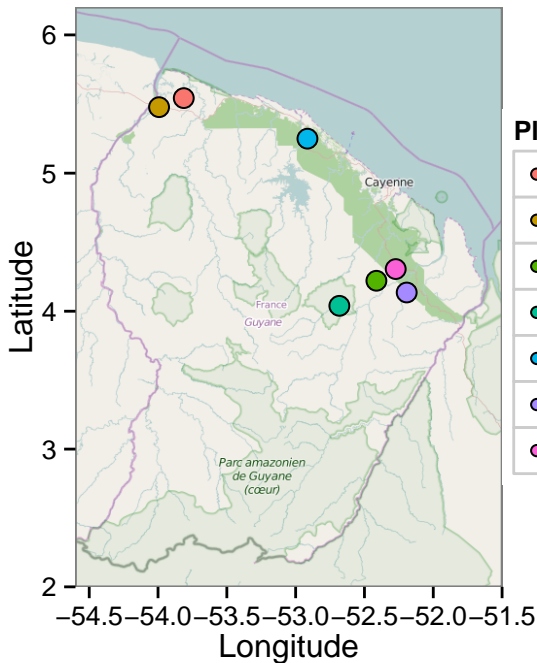 6
5
4
3
2
Latitude
Cayenne
France
Guyane
Parc amazonien
de Guyane
(cœur)
−54.5−54.0−53.5−53.0−52.5−52.0−51.5
Longitude